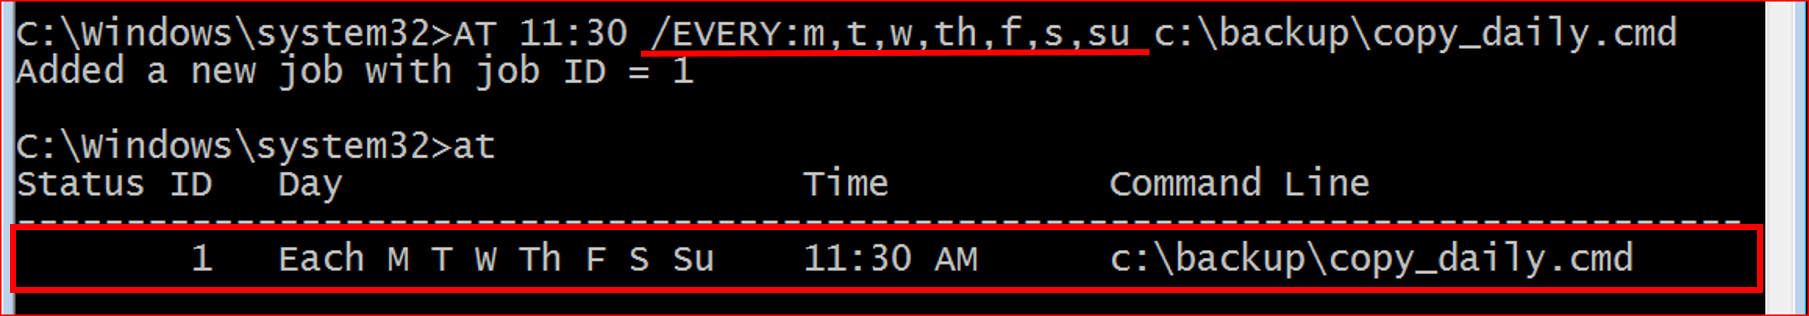 C:\Windows\system32>AT 11:30 /EVERY:m,t,w,th,f,s,su c:\backup\copy_daily.cmd
Added a new job with job ID = 1
C:\Windows\system32>at
Status ID   Day                     Time          Command Line
-------------------------------------------------------------------------------
        1   Each M T W Th F S Su    11:30 AM      c:\backup\copy_daily.cmd